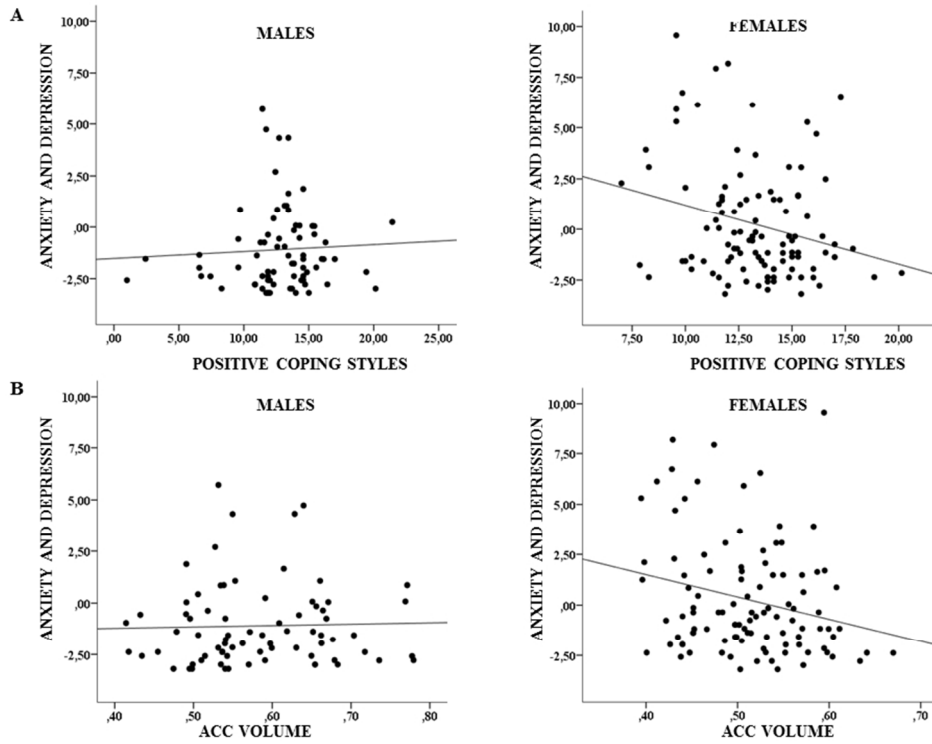 A
MALES
ANXIETY AND DEPRESSION
10,00
7,50
5,00
2,50
,00
-2,50
,00 5,00 10,00 15,00 20,00 25,00
POSITIVE COPING STYLES
FEMALES
ANXIETY AND DEPRESSION
10,00
7,50
5,00
2,50
,00
-2,50
7,50 10,00 12,50 15,00 17,50 20,00
POSITIVE COPING STYLES
B
MALES
ANXIETY AND DEPRESSION
10,00
7,50
5,00
2,50
,00
-2,50
,40 ,50 ,60 ,70 ,80
ACC VOLUME
FEMALES
ANXIETY AND DEPRESSION
10,00
7,50
5,00
2,50
,00
-2,50
,40 ,50 ,60 ,70
ACC VOLUME